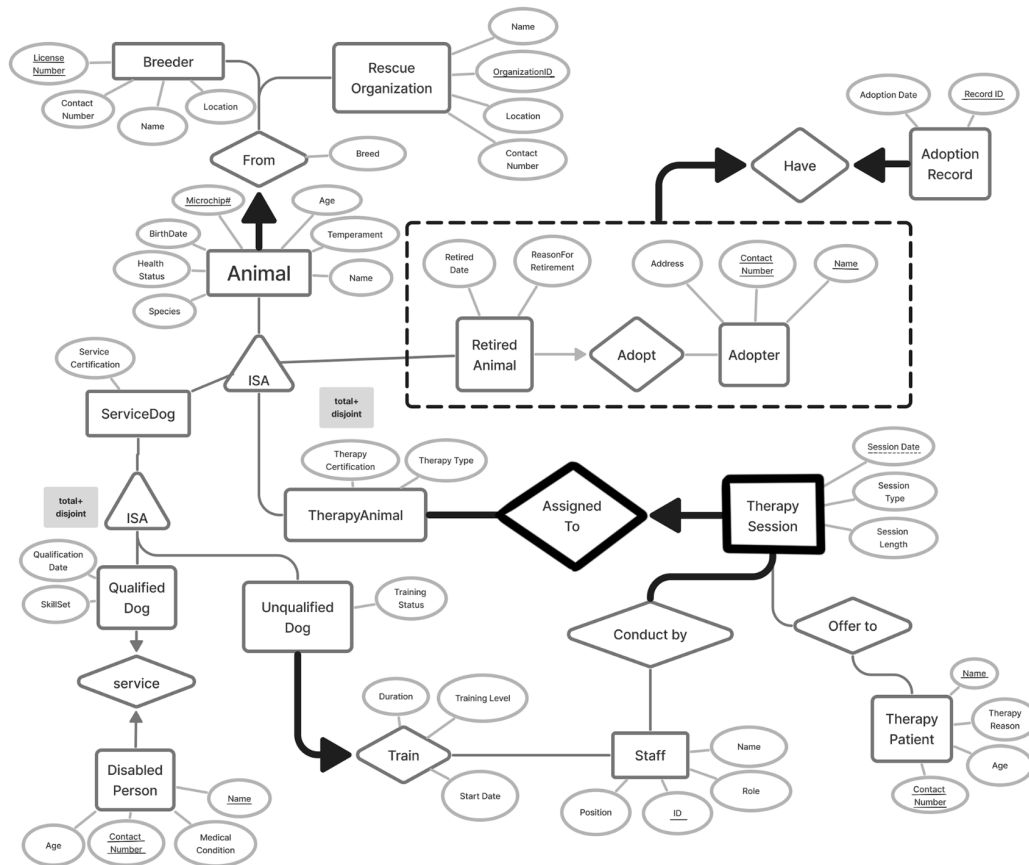 Name
License
Number
Breeder
Rescue
Organization
OrganizationID
Contact
Number
Name
Location
Location
Contact
Number
From
Breed
Adoption Date
Record ID
Have
Adoption
Record
Microchip#
Age
BirthDate
Temperament
Health
Status
Animal
Name
Species
Retired
Date
ReasonFor
Retirement
Address
Contact
Number
Name
Retired
Animal
Adopt
Adopter
Service
Certification
ISA
ServiceDog
total+
disjoint
Therapy
Certification
Therapy Type
TherapyAnimal
Assigned
To
Therapy
Session
Session Date
Session
Type
Session
Length
total+
disjoint
ISA
Qualification
Date
SkillSet
Qualified
Dog
Unqualified
Dog
Training
Status
Conduct by
Offer to
service
Duration
Training Level
Train
Start Date
Staff
Name
Role
Position
ID
Name
Therapy
Reason
Therapy
Patient
Age
Contact
Number
Disabled
Person
Name
Age
Contact
Number
Medical
Condition